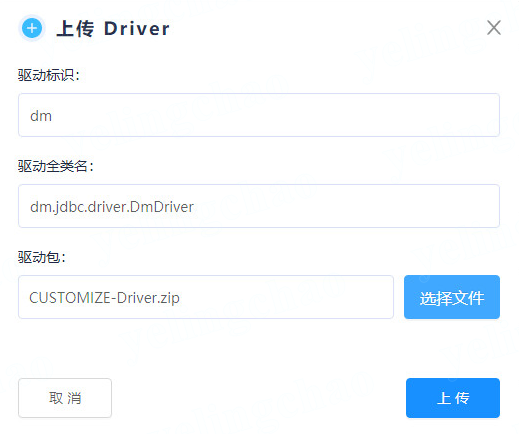 上传 Driver
驱动标识：
dm
驱动全类名：
dm.jdbc.driver.DmDriver
驱动包：
CUSTOMIZE-Driver.zip 选择文件
取 消 上 传